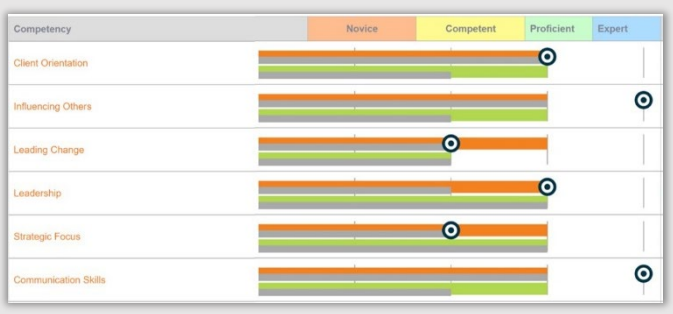 Competency Novice Competent Proficient Expert
Client Orientation
Influencing Others
Leading Change
Leadership
Strategic Focus
Communication Skills